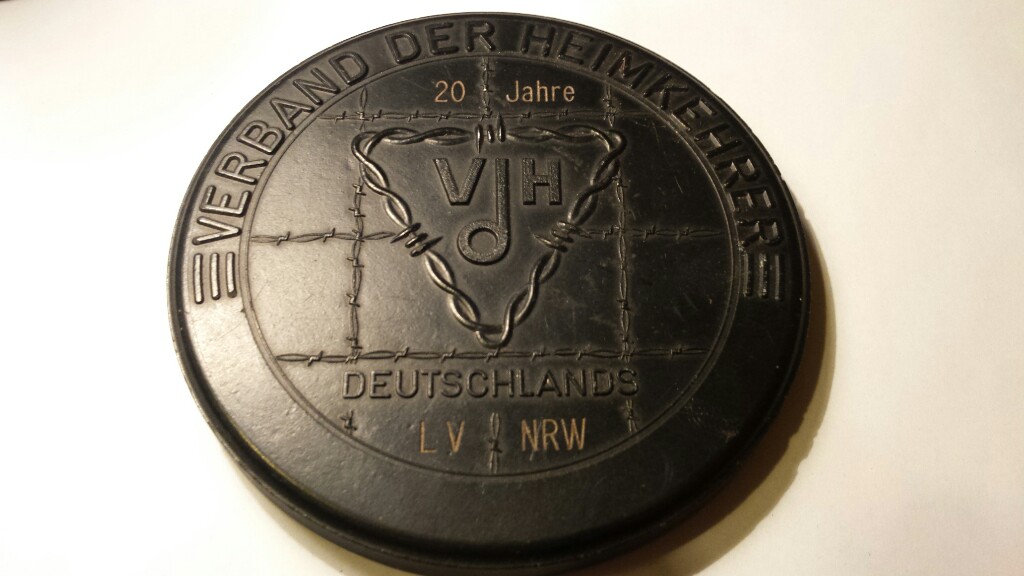 VERBAND DER HEIMKEHRER
20 Jahre
VdH
DEUTSCHLANDS
LV NRW